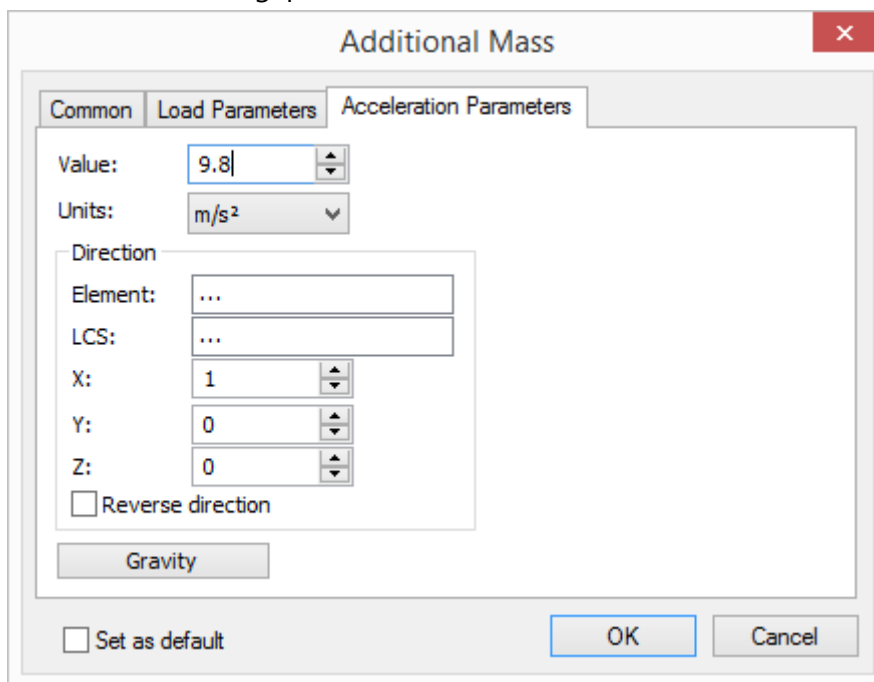 Additional Mass
Common Load Parameters Acceleration Parameters
Value: 9.8
Units: m/s²
Direction
Element: ...
LCS: ...
X: 1
Y: 0
Z: 0
Reverse direction
Gravity
Set as default OK Cancel